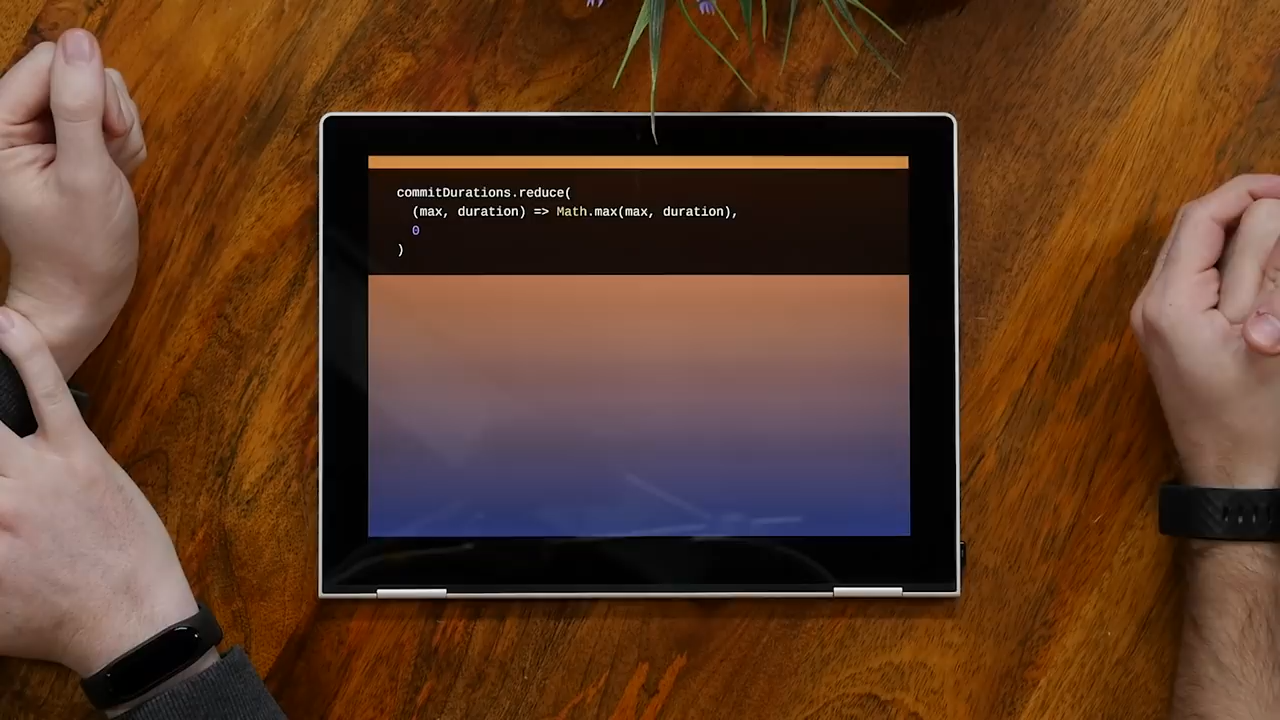 commitDurations.reduce(
(max, duration) => Math.max(max, duration),
0
)